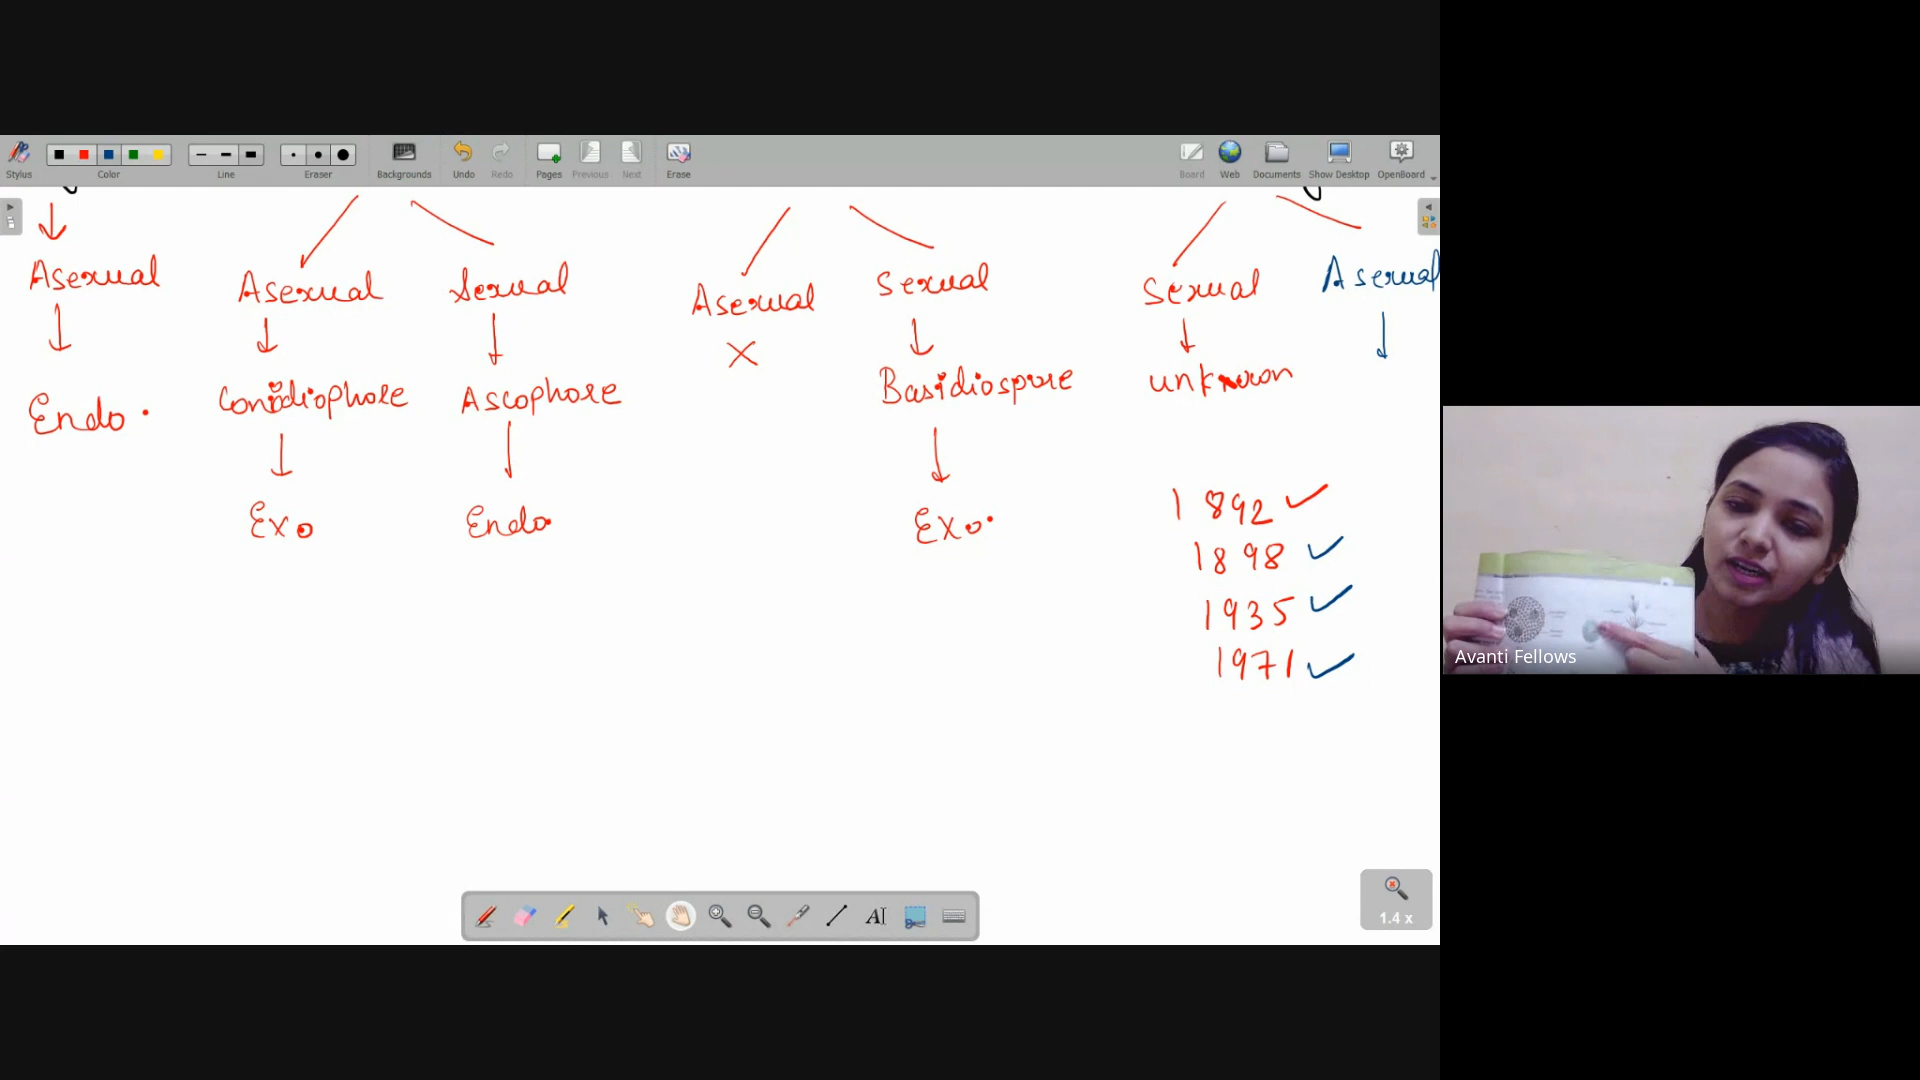 Stylus Color Line Eraser Backgrounds Undo Redo Pages Previous Next Erase Board Web Documents Show Desktop OpenBoard
Asexual Asexual Sexual Asexual Sexual Sexual Asexual
Endo. Conidiophore Ascophore X Basidiospore unknown
Exo Endo Exo.
1892 ✓
1898 ✓
1935 ✓
1971 ✓
Avanti Fellows
AI
1.4 x